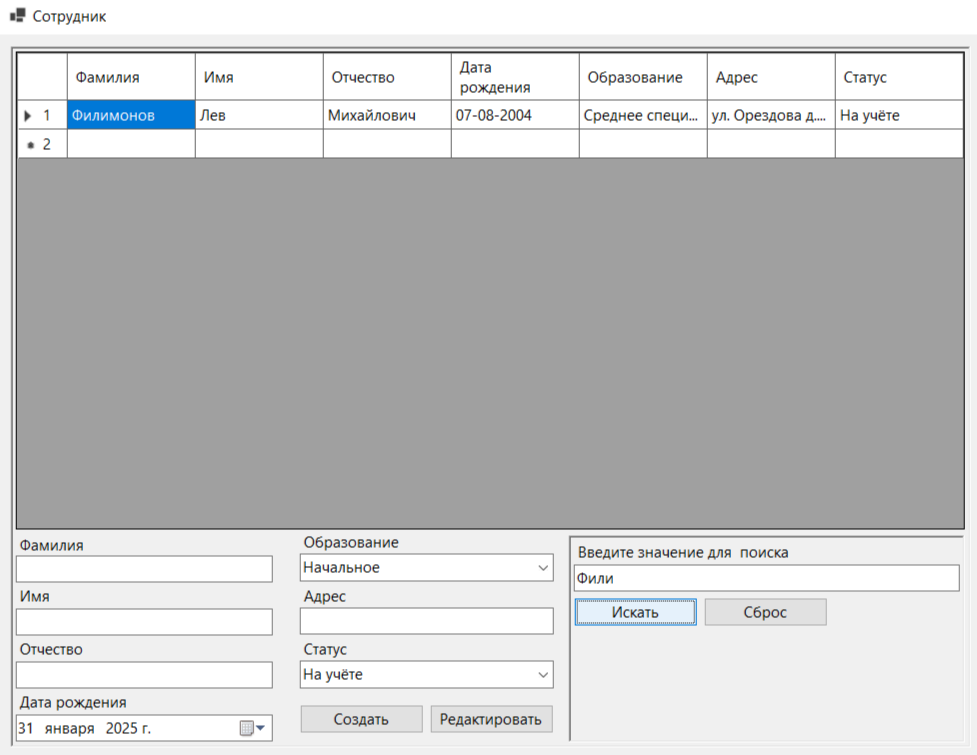 Сотрудник
Фамилия Имя Отчество Дата рождения Образование Адрес Статус
1 Филимонов Лев Михайлович 07-08-2004 Среднее специ... ул. Орездова д.... На учёте
2
Фамилия
Имя
Отчество
Дата рождения
31 января 2025 г.
Образование
Начальное
Адрес
Статус
На учёте
Создать Редактировать
Введите значение для поиска
Фили
Искать Сброс